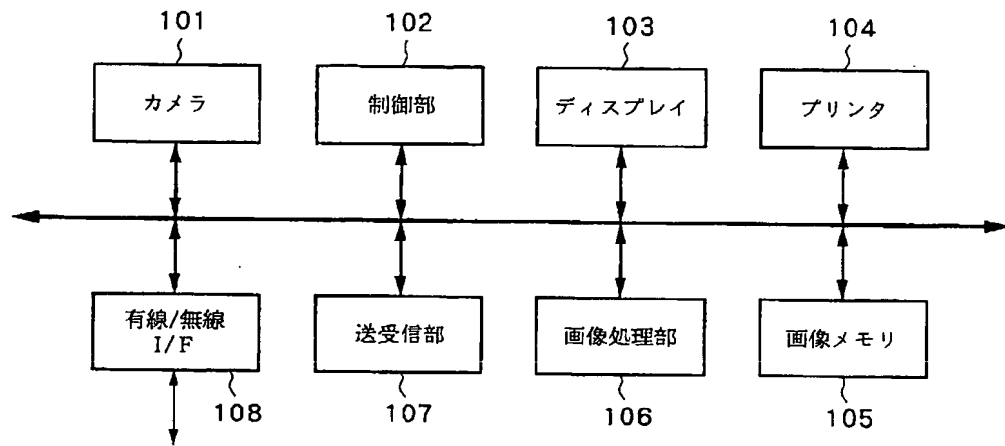 101
102
103
104
カメラ
制御部
ディスプレイ
プリンタ
有線/無線
I/F
送受信部
画像処理部
画像メモリ
108
107
106
105